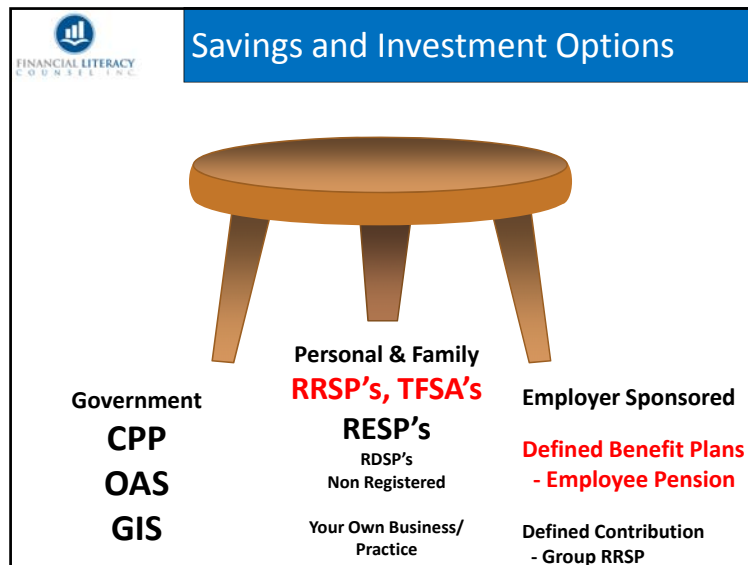 FINANCIAL LITERACY
COUNSEL INC.
Savings and Investment Options
Government
CPP
OAS
GIS
Personal & Family
RRSP's, TFSA's
RESP's
RDSP's
Non Registered
Your Own Business/
Practice
Employer Sponsored
Defined Benefit Plans
- Employee Pension
Defined Contribution
- Group RRSP